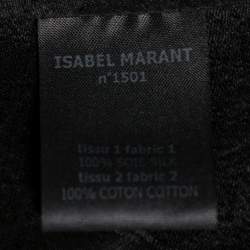 ISABEL MARANT
n°1501
tissu 1 fabric 1
100% SOIE SILK
tissu 2 fabric 2
100% COTON COTTON